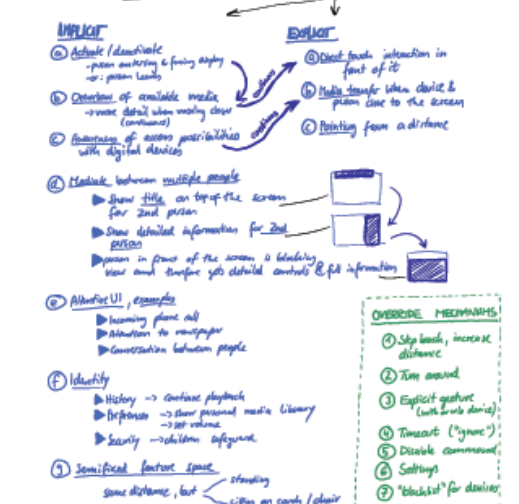 IMPLICIT
ⓐ Activate / deactivate
- person entering & facing display
- or: person leaves
ⓑ Overview of available media
→ more detail when moving closer
(continuous)
ⓒ Awareness of access possibilities
with digital devices
continuous
continuous
EXPLICIT
ⓐ Direct touch interaction in
front of it
ⓑ Media transfer when device &
person close to the screen
ⓒ Pointing from a distance
ⓓ Mediate between multiple people
▶ Show title on top of the screen
for 2nd person
▶ Show detailed information for 2nd
person
▶ person in front of the screen is blocking
view and therefore gets detailed controls & full information
ⓔ Attentive UI, examples
▶ Incoming phone call
▶ Attention to newspaper
▶ Conversation between people
ⓕ Identity
▶ History → continue playback
▶ Preferences → show personal media library
→ set volume
▶ Security → children safeguard
ⓖ Semifixed feature space
same distance, but
standing
sitting on couch / chair
OVERRIDE MECHANISMS
① Step back, increase
distance
② Turn around
③ Explicit gesture
(with or w/o device)
④ Timeout ("ignore")
⑤ Disable command
⑥ Settings
⑦ "blacklist" for devices